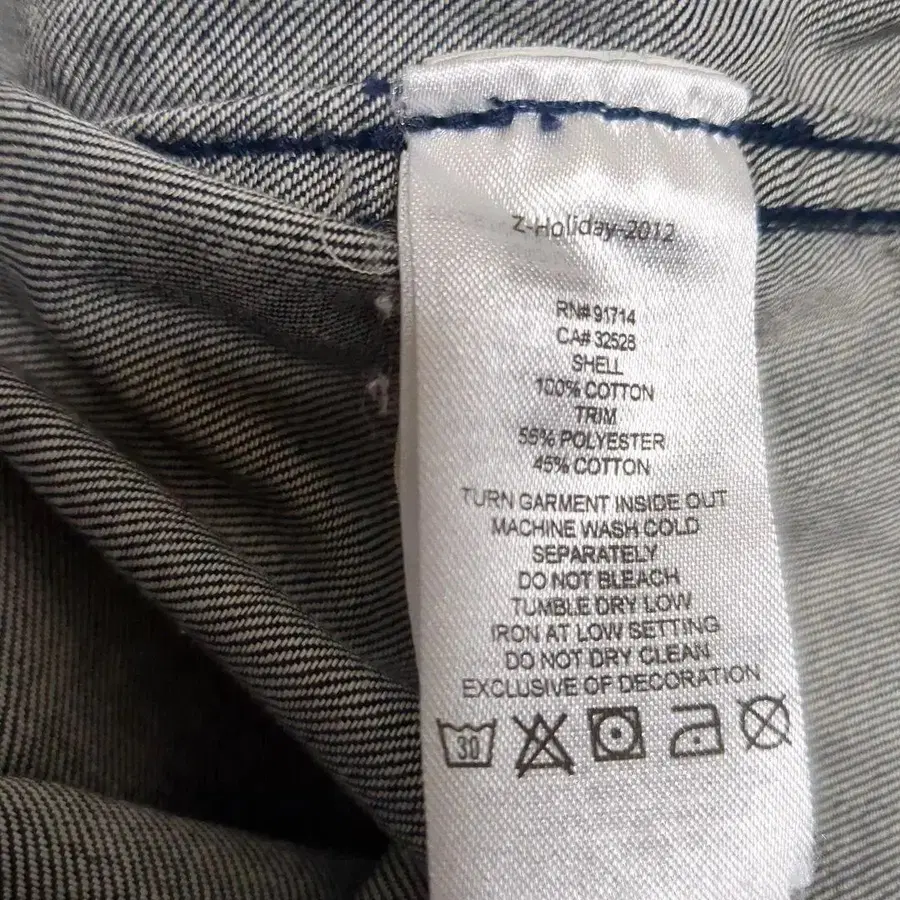 z-Holiday-2012
RN# 91714
CA# 32528
SHELL
100% COTTON
TRIM
55% POLYESTER
45% COTTON
TURN GARMENT INSIDE OUT
MACHINE WASH COLD
SEPARATELY
DO NOT BLEACH
TUMBLE DRY LOW
IRON AT LOW SETTING
DO NOT DRY CLEAN
EXCLUSIVE OF DECORATION
30